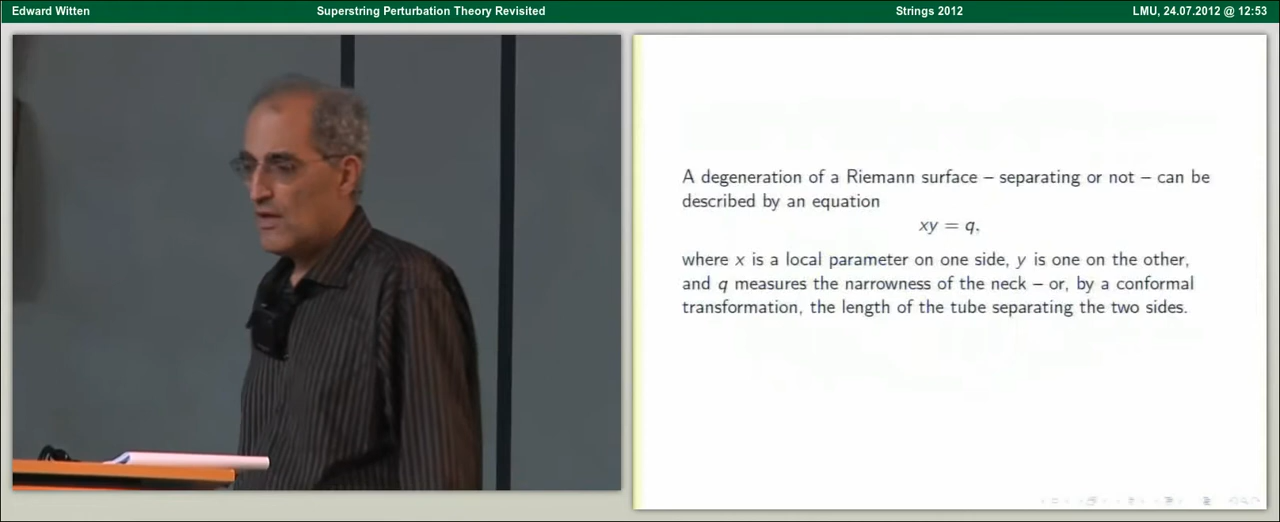 Edward Witten Superstring Perturbation Theory Revisited Strings 2012 LMU, 24.07.2012 @ 12:53
A degeneration of a Riemann surface – separating or not – can be
described by an equation
xy = q,
where x is a local parameter on one side, y is one on the other,
and q measures the narrowness of the neck – or, by a conformal
transformation, the length of the tube separating the two sides.